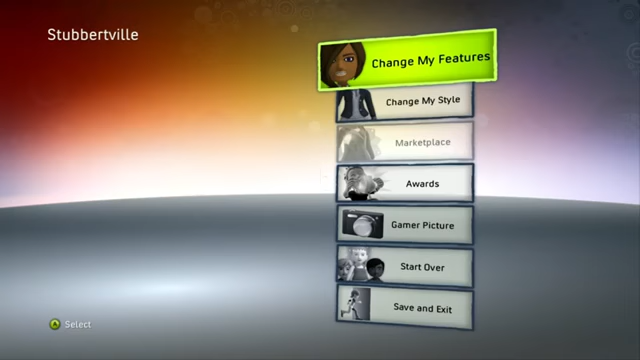 Stubbertville
Change My Features
Change My Style
Marketplace
Awards
Gamer Picture
Start Over
Save and Exit
A Select